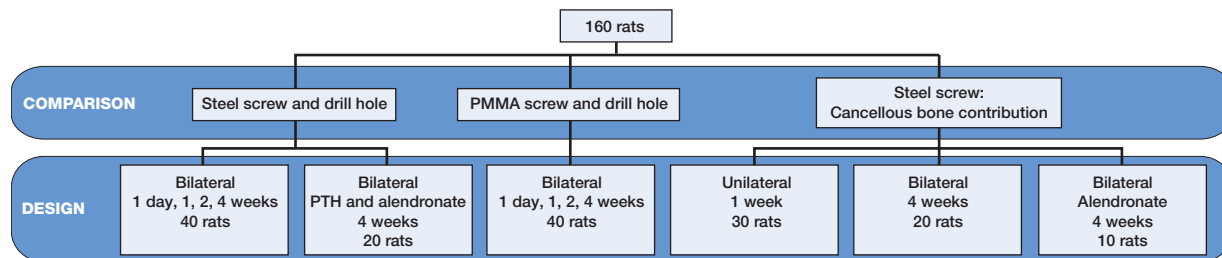 160 rats
COMPARISON
Steel screw and drill hole
PMMA screw and drill hole
Steel screw:
Cancellous bone contribution
DESIGN
Bilateral
1 day, 1, 2, 4 weeks
40 rats
Bilateral
PTH and alendronate
4 weeks
20 rats
Bilateral
1 day, 1, 2, 4 weeks
40 rats
Unilateral
1 week
30 rats
Bilateral
4 weeks
20 rats
Bilateral
Alendronate
4 weeks
10 rats